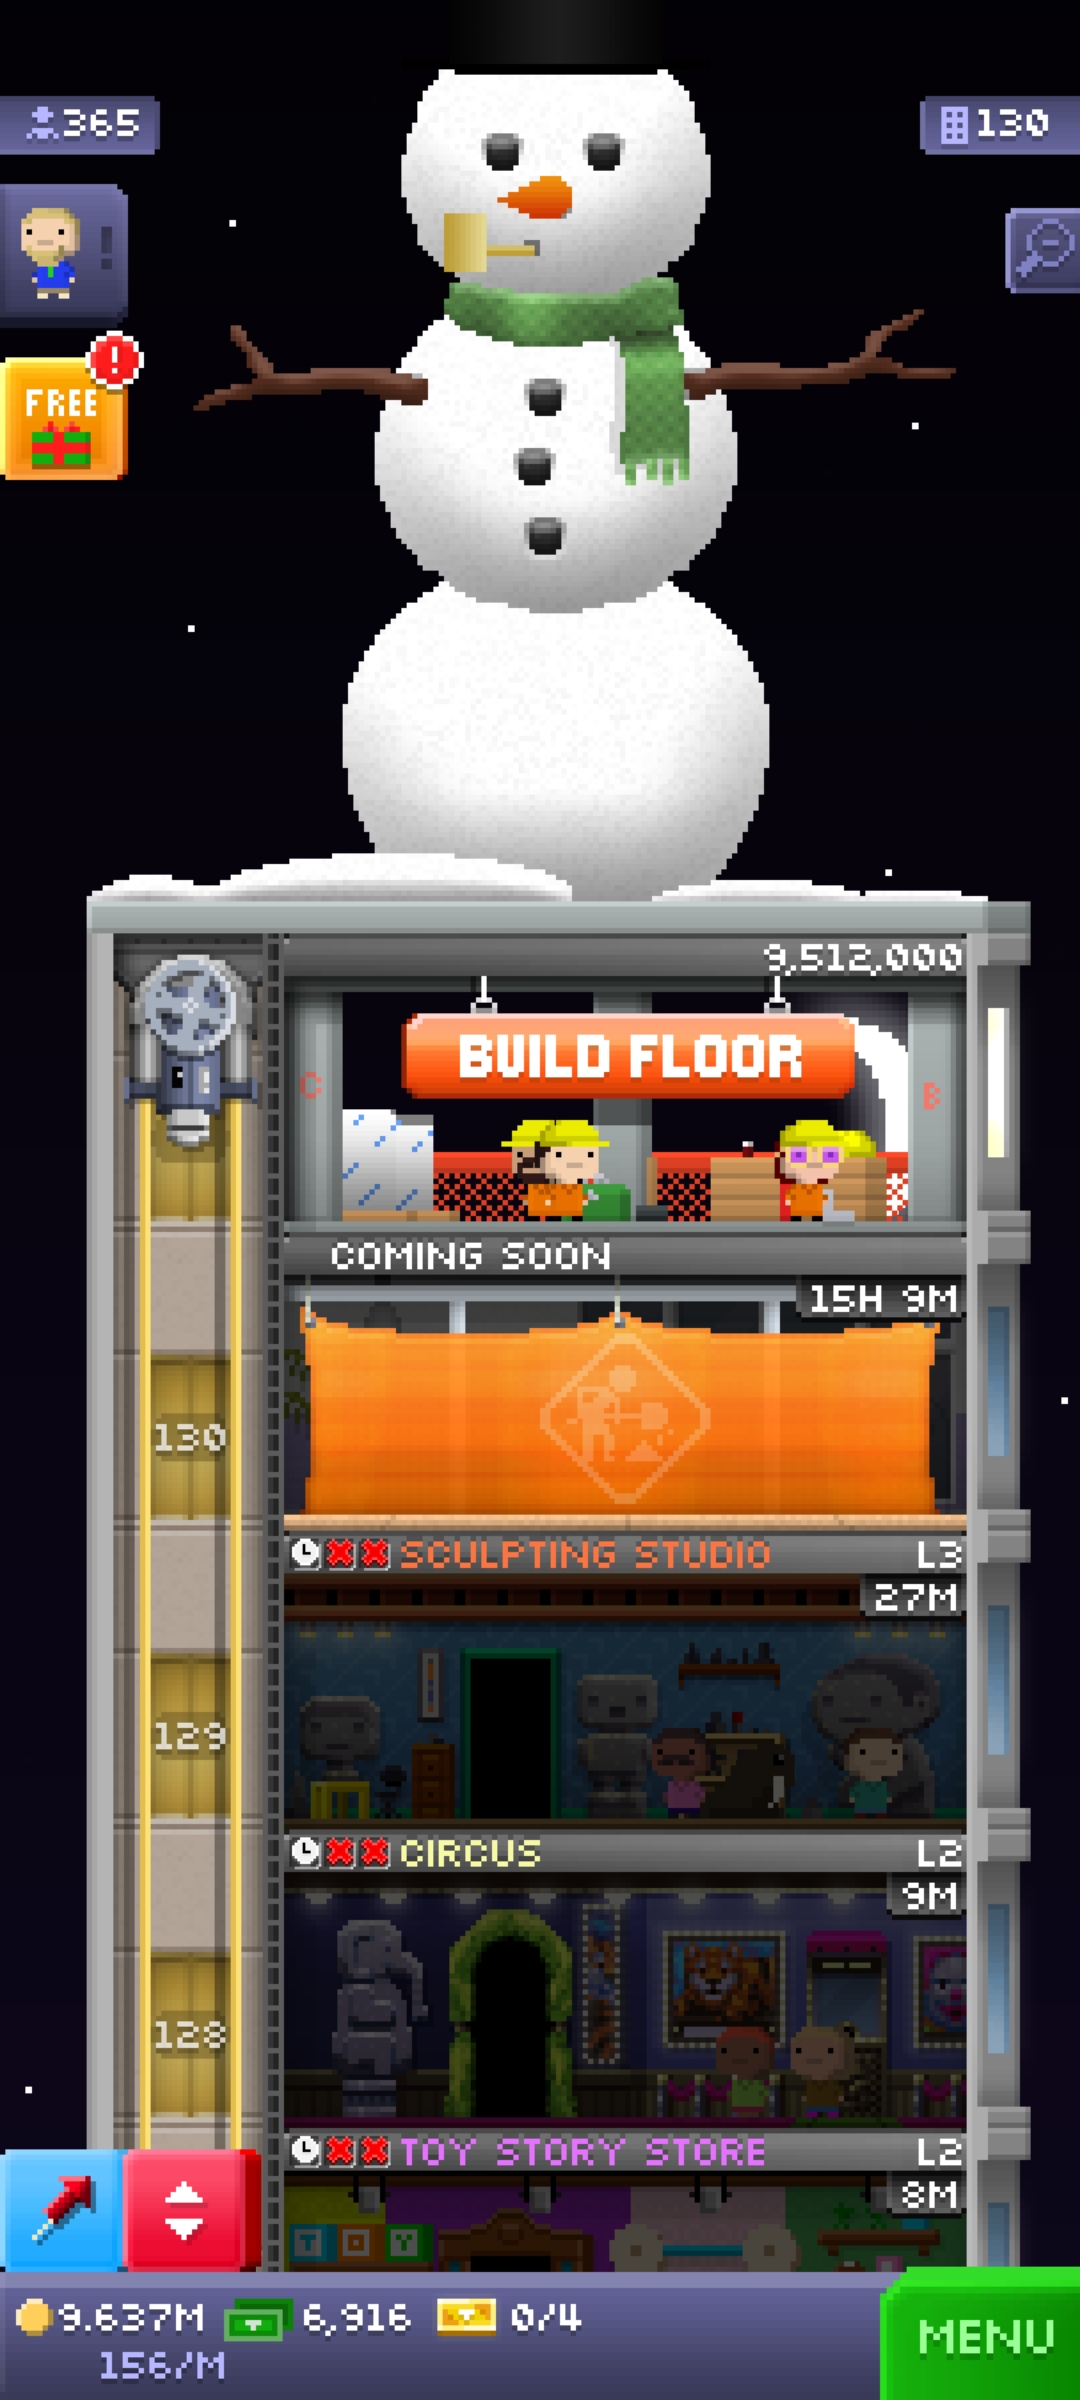 365
130
!
!
FREE
9,512,000
BUILD FLOOR
C
B
COMING SOON
15H 9M
130
SCULPTING STUDIO L3
27M
129
CIRCUS L2
9M
128
TOY STORY STORE L2
8M
T O Y
9.637M 6,916 0/4
156/M
MENU